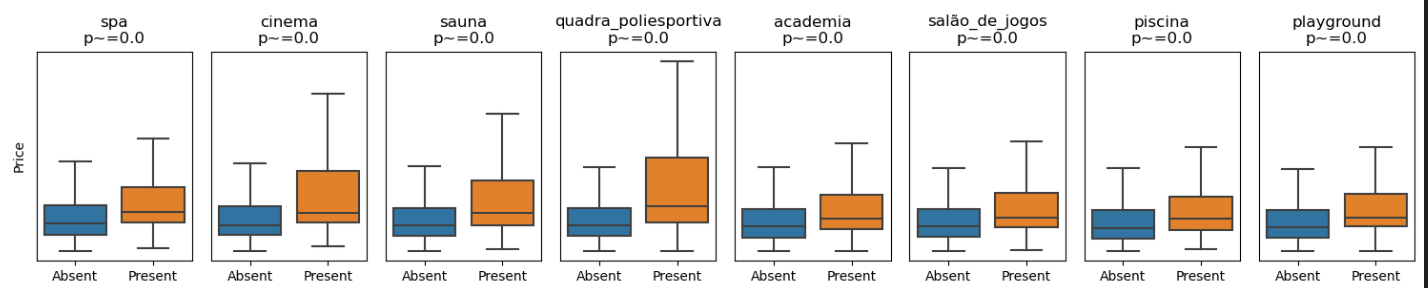 spa
p~=0.0
cinema
p~=0.0
sauna
p~=0.0
quadra_poliesportiva
p~=0.0
academia
p~=0.0
salão_de_jogos
p~=0.0
piscina
p~=0.0
playground
p~=0.0
Price
Absent Present
Absent Present
Absent Present
Absent Present
Absent Present
Absent Present
Absent Present
Absent Present